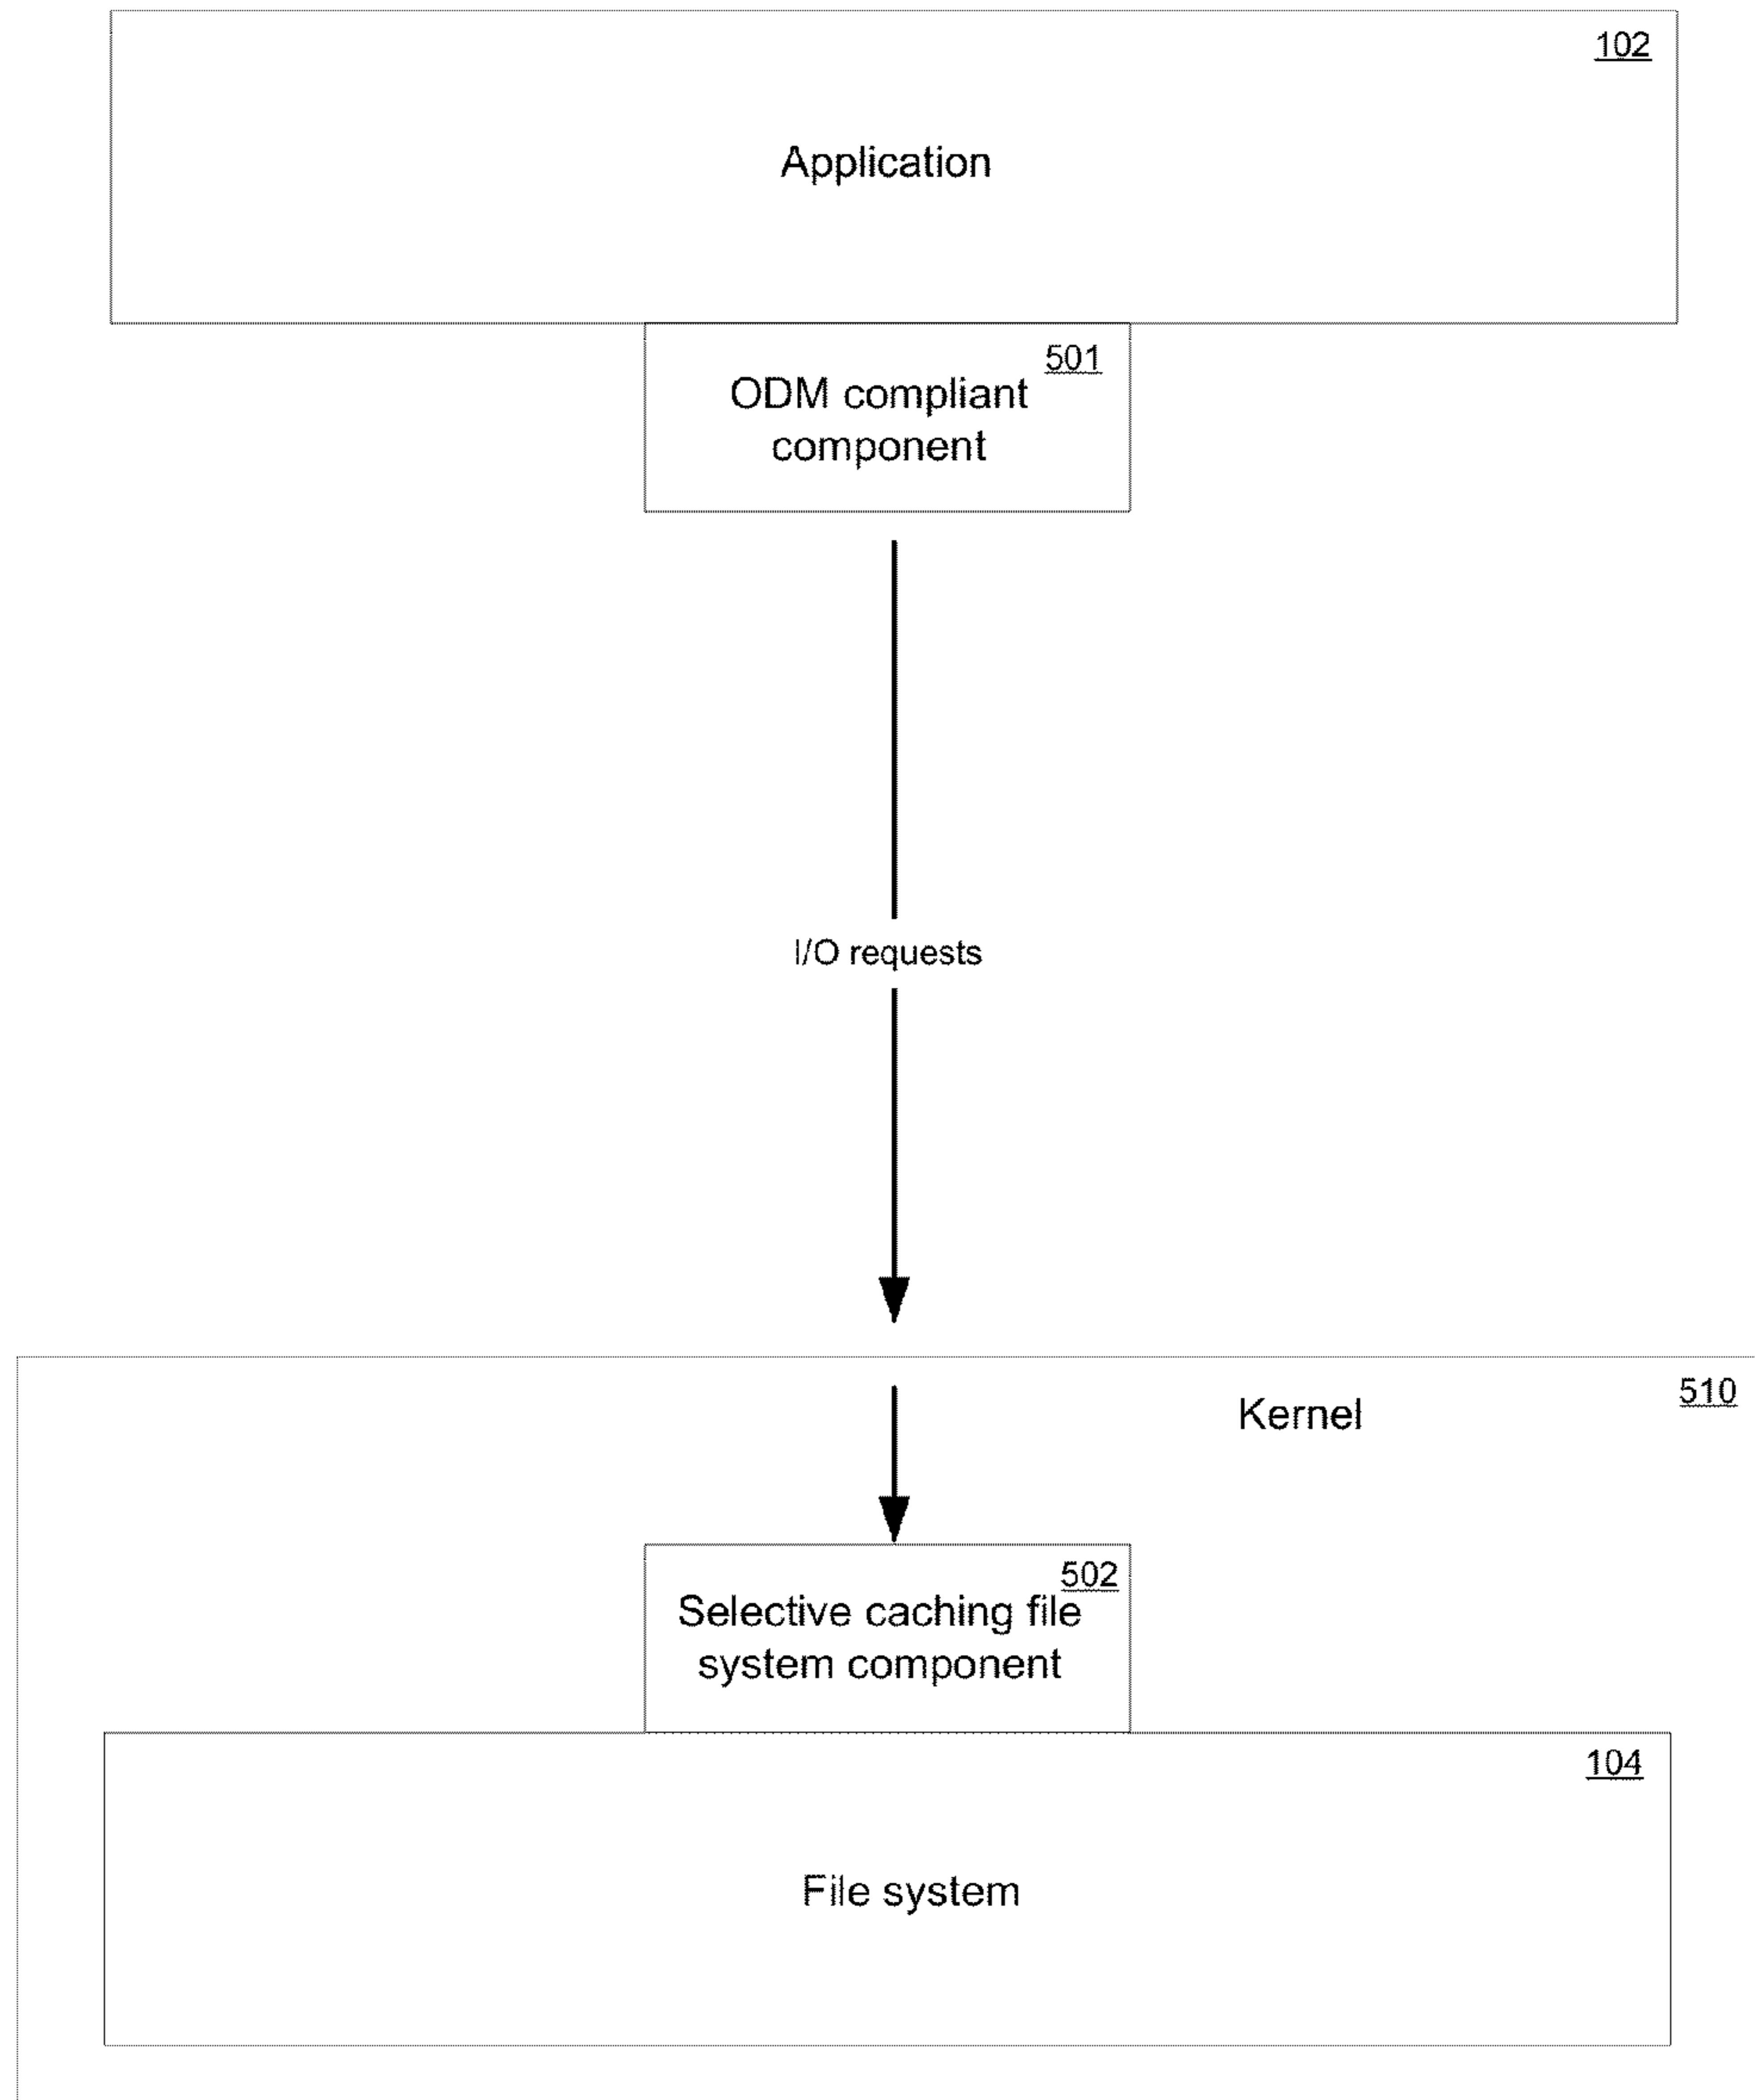 102
Application
501
ODM compliant
component
I/O requests
510
Kernel
502
Selective caching file
system component
104
File system